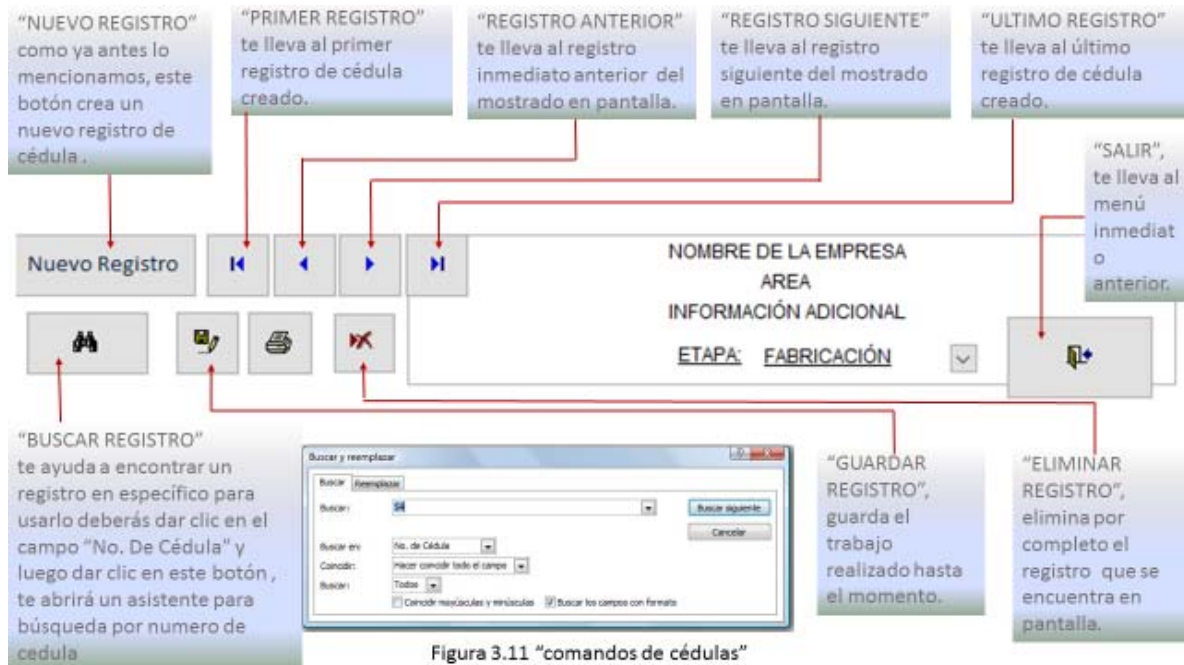 “NUEVO REGISTRO”
como ya antes lo
mencionamos, este
botón crea un
nuevo registro de
cédula .
“PRIMER REGISTRO”
te lleva al primer
registro de cédula
creado.
“REGISTRO ANTERIOR”
te lleva al registro
inmediato anterior del
mostrado en pantalla.
“REGISTRO SIGUIENTE”
te lleva al registro
siguiente del mostrado
en pantalla.
“ULTIMO REGISTRO”
te lleva al último
registro de cédula
creado.
“SALIR”,
te lleva al
menú
inmediat
o
anterior.
Nuevo Registro
NOMBRE DE LA EMPRESA
AREA
INFORMACIÓN ADICIONAL
ETAPA: FABRICACIÓN
“BUSCAR REGISTRO”
te ayuda a encontrar un
registro en específico para
usarlo deberás dar clic en el
campo “No. De Cédula” y
luego dar clic en este botón ,
te abrirá un asistente para
búsqueda por numero de
cedula
Buscar y reemplazar
Buscar Reemplazar
Buscar: 54 Buscar siguiente
Cancelar
Buscar en: No. de Cédula
Coincidir: Hacer coincidir todo el campo
Buscar: Todos
Coincidir mayúsculas y minúsculas Buscar los campos con formato
“GUARDAR
REGISTRO”,
guarda el
trabajo
realizado hasta
el momento.
“ELIMINAR
REGISTRO”,
elimina por
completo el
registro que se
encuentra en
pantalla.
Figura 3.11 “comandos de cédulas”